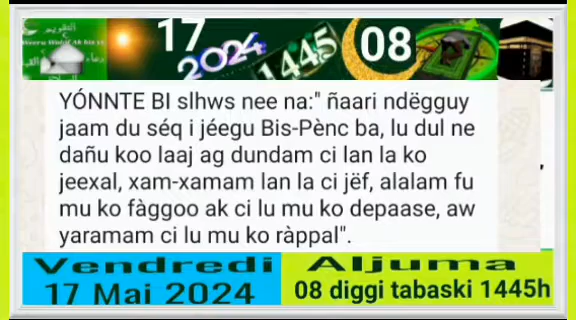 التقويم
17
2024
1445
08
YÓNNTE BI slhws nee na:" ñaari ndëgguy
jaam du séq i jéegu Bis-Pènc ba, lu dul ne
dañu koo laaj ag dundam ci lan la ko
jeexal, xam-xamam lan la ci jëf, alalam fu
mu ko fàggoo ak ci lu mu ko depaase, aw
yaramam ci lu mu ko ràppal".
Vendredi
Aljuma
17 Mai 2024
08 diggi tabaski 1445h